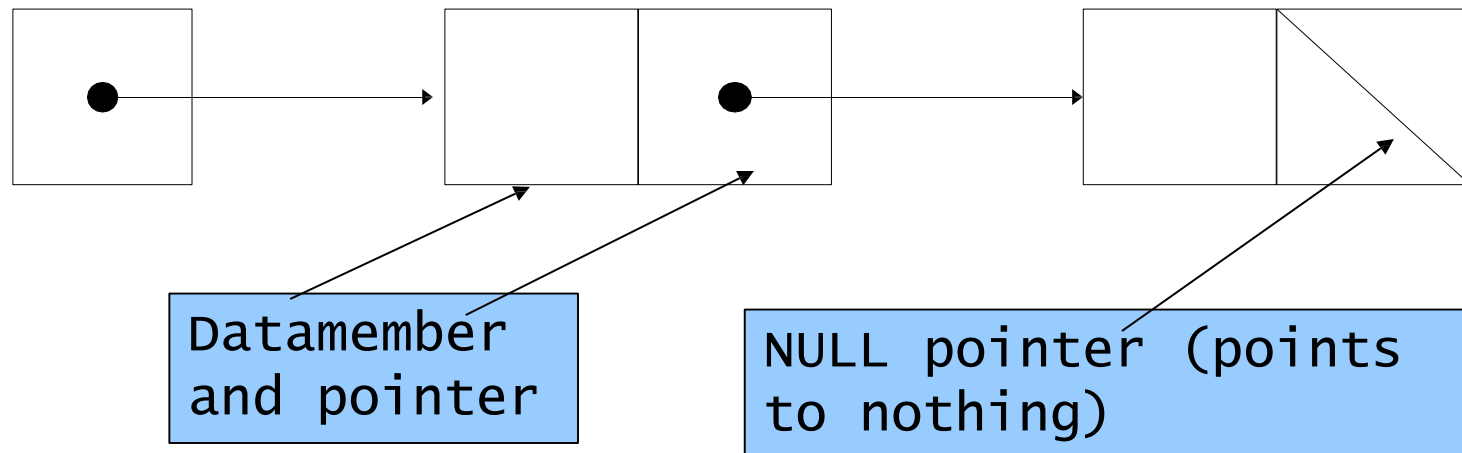 Datamember
and pointer
NULL pointer (points
to nothing)